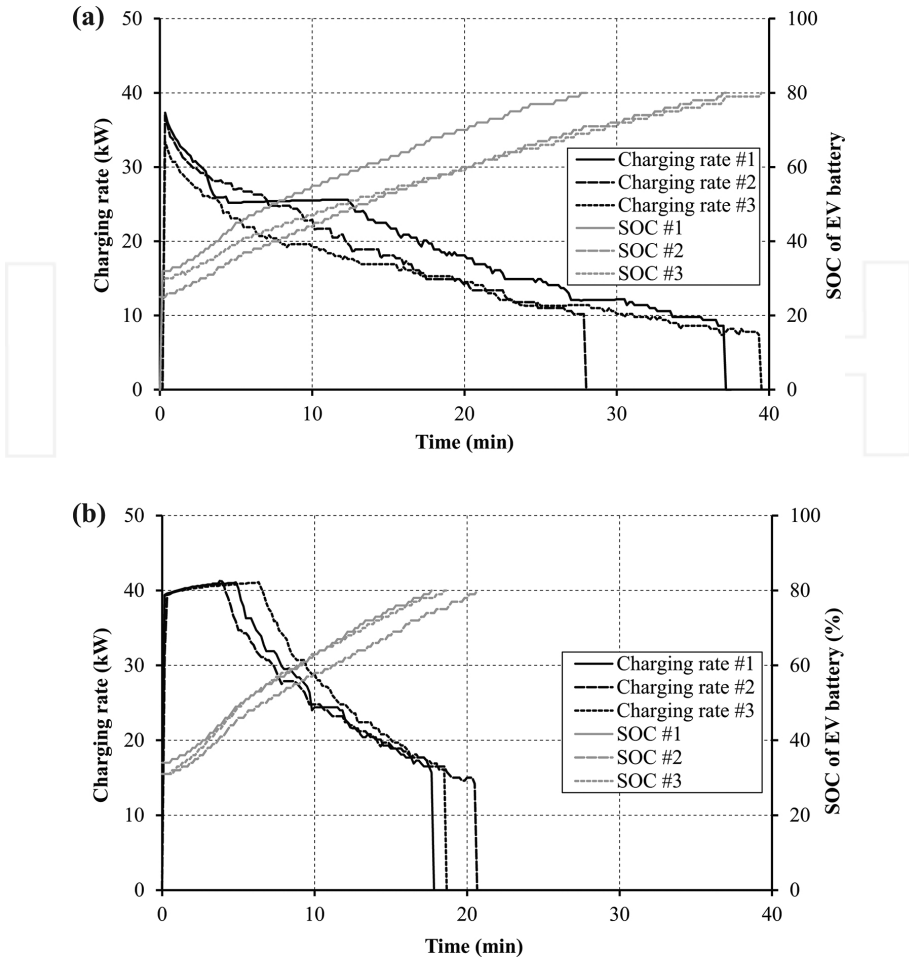 (a)
50
40
30
20
10
0
Charging rate (kW)
100
80
60
40
20
0
SOC of EV battery
Charging rate #1
Charging rate #2
Charging rate #3
SOC #1
SOC #2
SOC #3
0 10 20 30 40
Time (min)
(b)
50
40
30
20
10
0
Charging rate (kW)
100
80
60
40
20
0
SOC of EV battery (%)
Charging rate #1
Charging rate #2
Charging rate #3
SOC #1
SOC #2
SOC #3
0 10 20 30 40
Time (min)